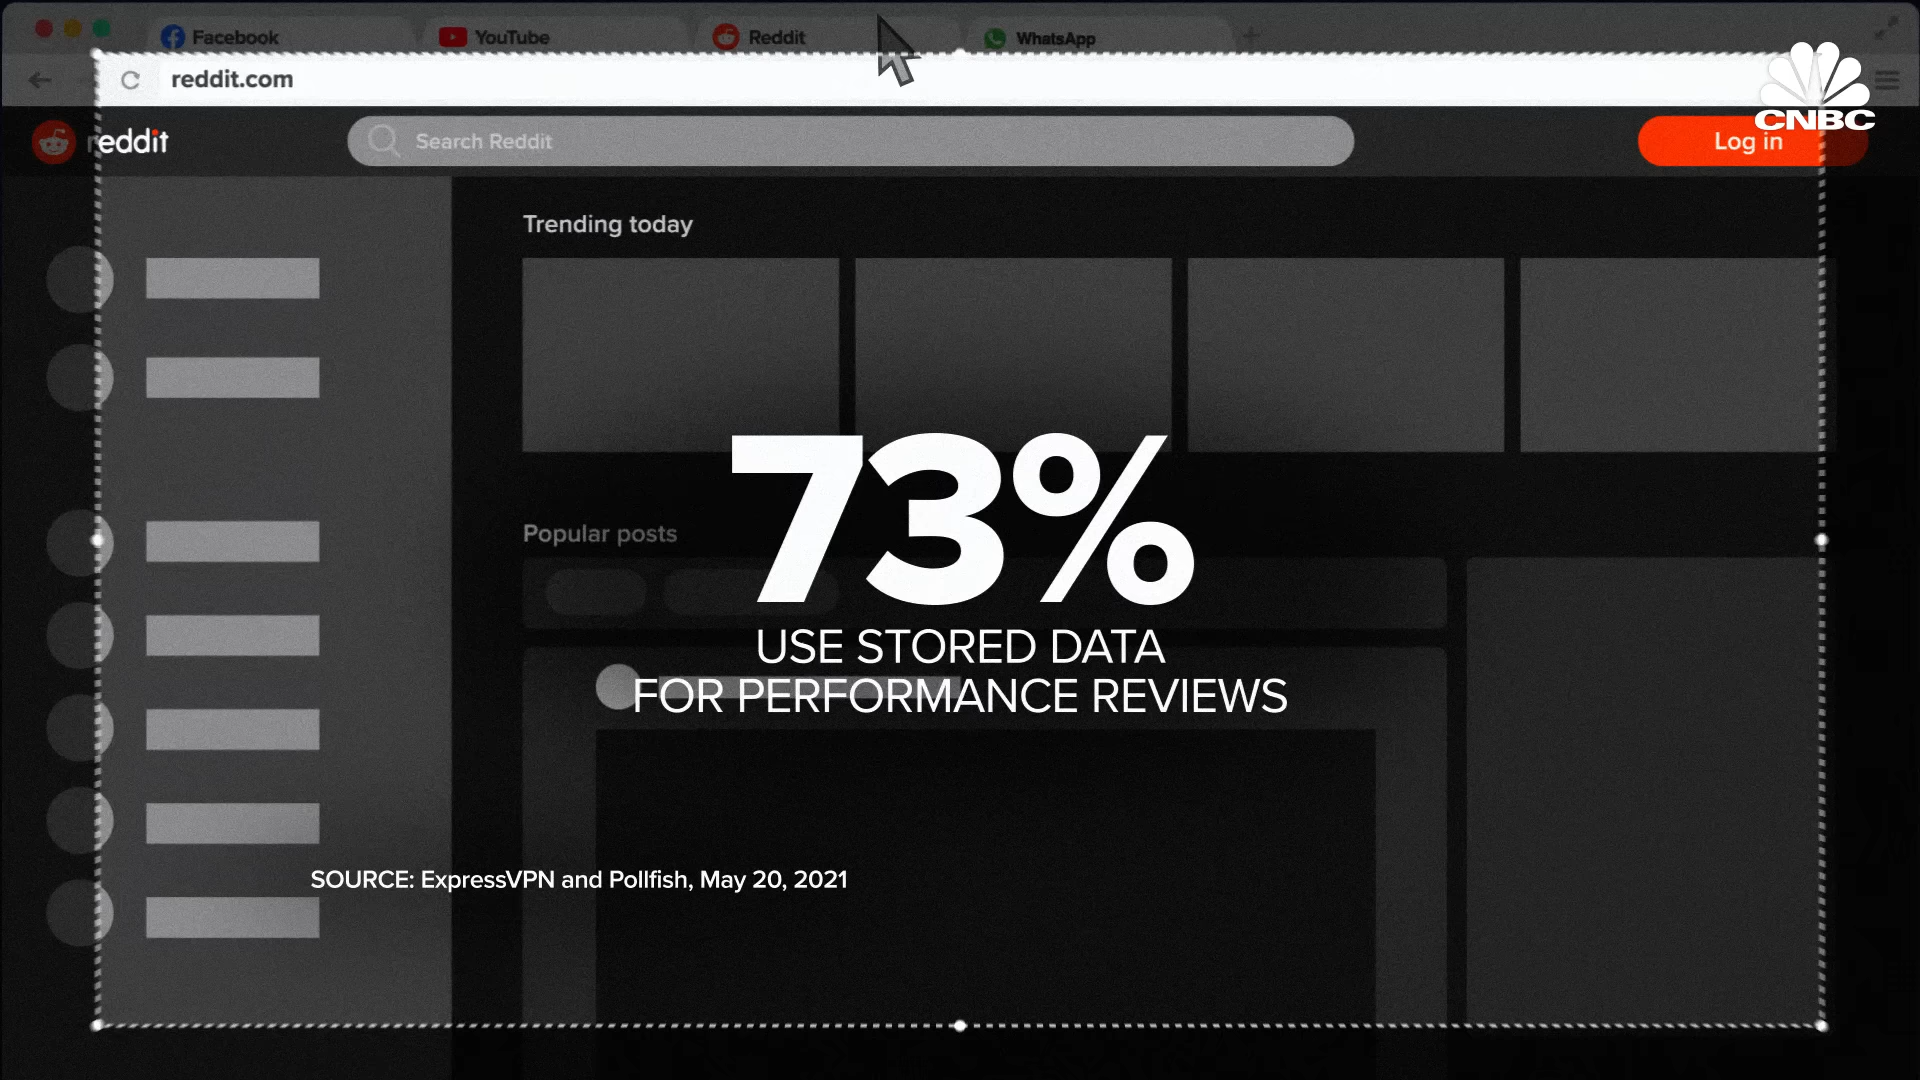 Facebook
YouTube
Reddit
WhatsApp
reddit.com
CNBC
reddit
Search Reddit
Log in
Trending today
73%
Popular posts
USE STORED DATA
FOR PERFORMANCE REVIEWS
SOURCE: ExpressVPN and Pollfish, May 20, 2021